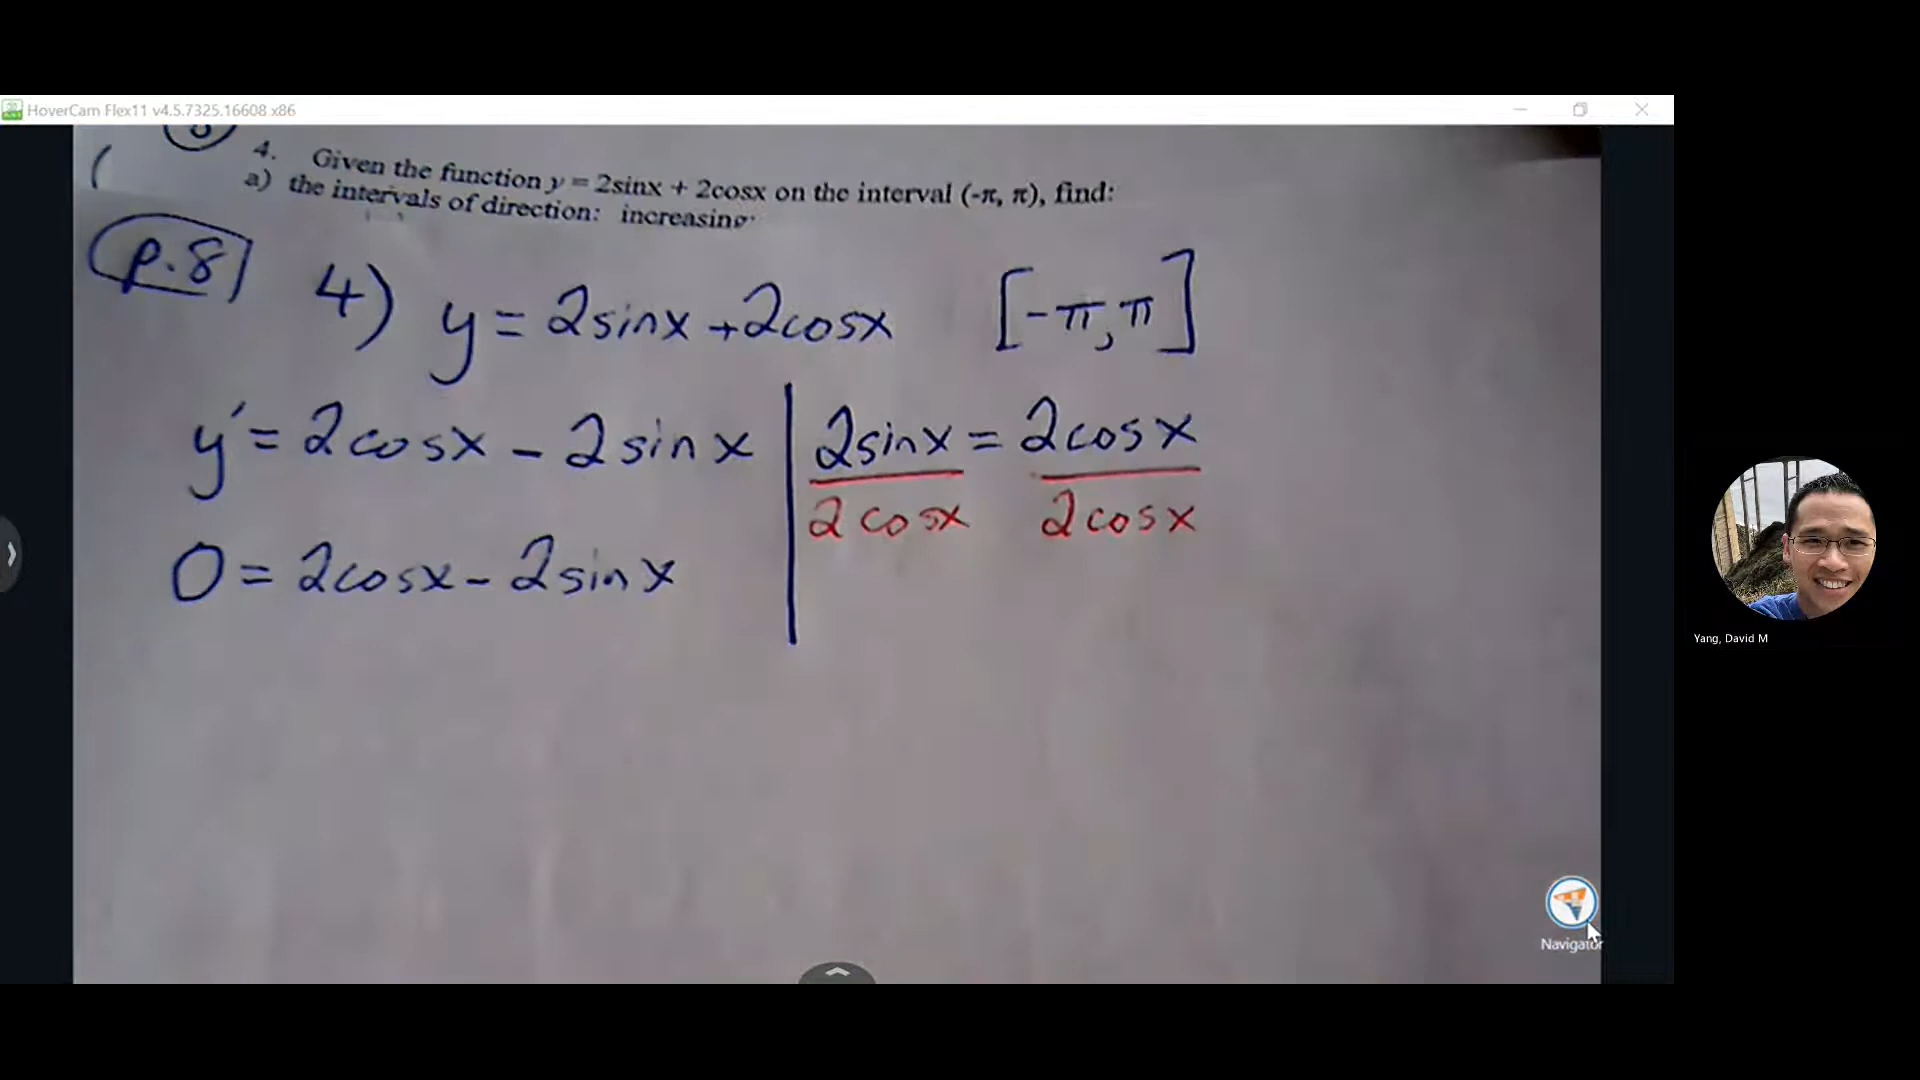 HoverCam Flex11 v4.5.7325.16608 x86
4. Given the function y = 2sinx + 2cosx on the interval (-π, π), find:
a) the intervals of direction: increasing:
p.8
4) y = 2sinx + 2cosx [-π, π]
y' = 2cosx - 2sinx
0 = 2cosx - 2sinx
2sinx = 2cosx
2cosx 2cosx
Navigator
Yang, David M